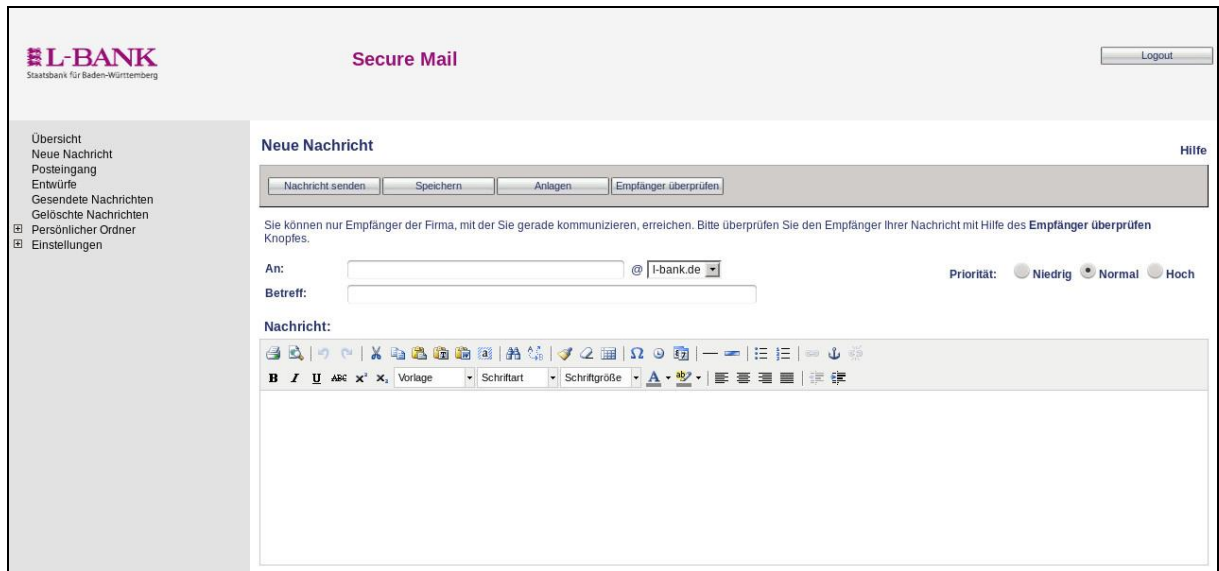 L-BANK
Staatsbank für Baden-Württemberg
Secure Mail
Logout
Übersicht
Neue Nachricht
Posteingang
Entwürfe
Gesendete Nachrichten
Gelöschte Nachrichten
Persönlicher Ordner
Einstellungen
Neue Nachricht
Hilfe
Nachricht senden Speichern Anlagen Empfänger überprüfen
Sie können nur Empfänger der Firma, mit der Sie gerade kommunizieren, erreichen. Bitte überprüfen Sie den Empfänger Ihrer Nachricht mit Hilfe des Empfänger überprüfen
Knopfes.
An: @ l-bank.de
Priorität: Niedrig Normal Hoch
Betreff:
Nachricht:
B I U ABC x² x₂ Vorlage Schriftart Schriftgröße A ab